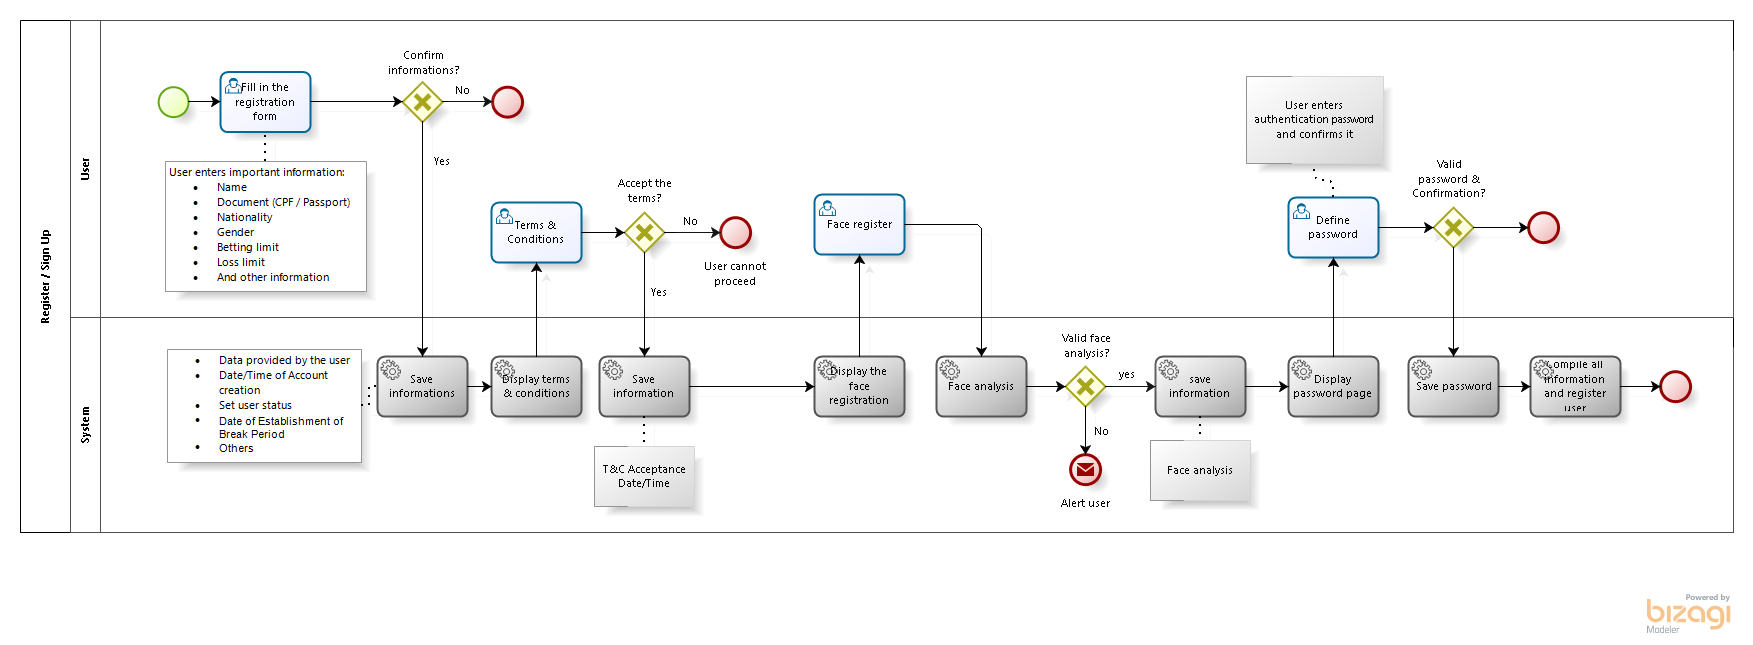 Register / Sign Up
User
System
Confirm
informations?
Fill in the
registration
form
No
Yes
User enters important information:
• Name
• Document (CPF / Passport)
• Nationality
• Gender
• Betting limit
• Loss limit
• And other information
Terms &
Conditions
Accept the
terms?
No
User cannot
proceed
Yes
Face register
User enters
authentication password
and confirms it
Define
password
Valid
password &
Confirmation?
• Data provided by the user
• Date/Time of Account
creation
• Set user status
• Date of Establishment of
Break Period
• Others
Save
informations
Display terms
& conditions
Save
information
T&C Acceptance
Date/Time
Display the
face
registration
Face analysis
Valid face
analysis?
yes
No
Alert user
save
information
Face analysis
Display
password page
Save password
Compile all
information
and register
user
Powered by
bizagi
Modeler